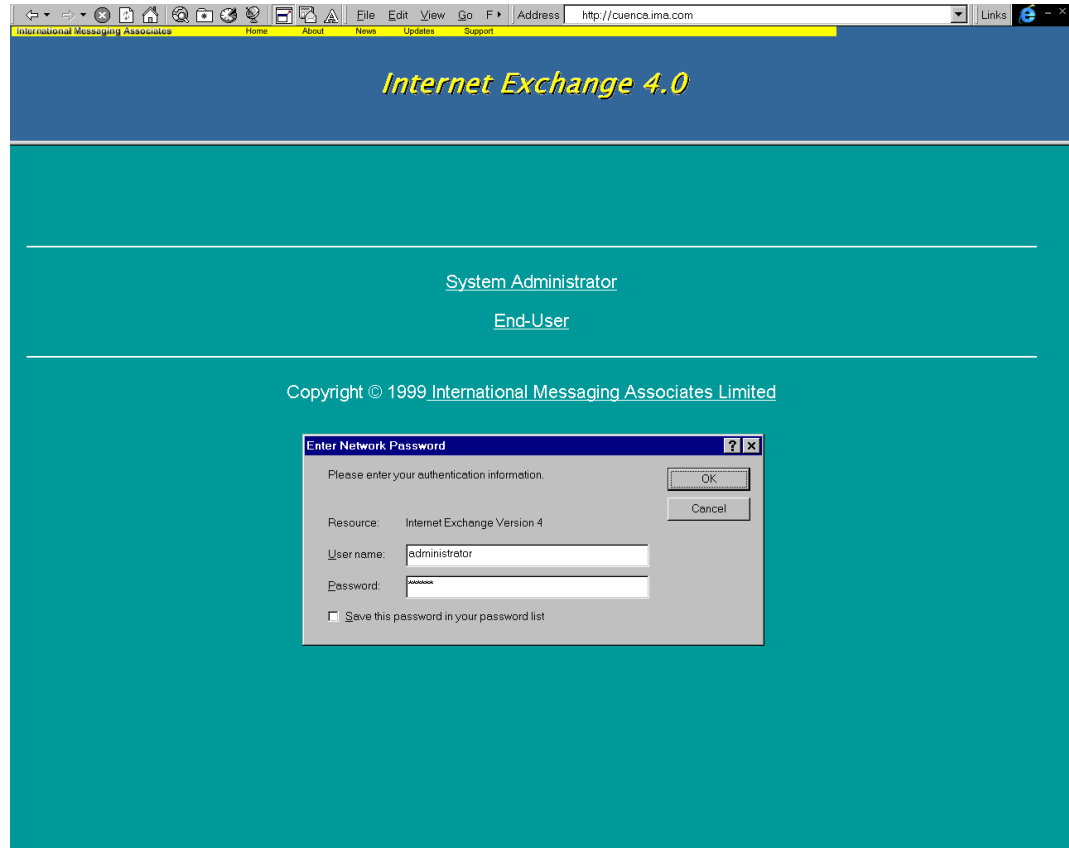 File Edit View Go F Address http://cuenca.ima.com Links
International Messaging Associates Home About News Updates Support
Internet Exchange 4.0
System Administrator
End-User
Copyright © 1999 International Messaging Associates Limited
Enter Network Password
Please enter your authentication information.
OK
Cancel
Resource: Internet Exchange Version 4
User name: administrator
Password: ******
Save this password in your password list